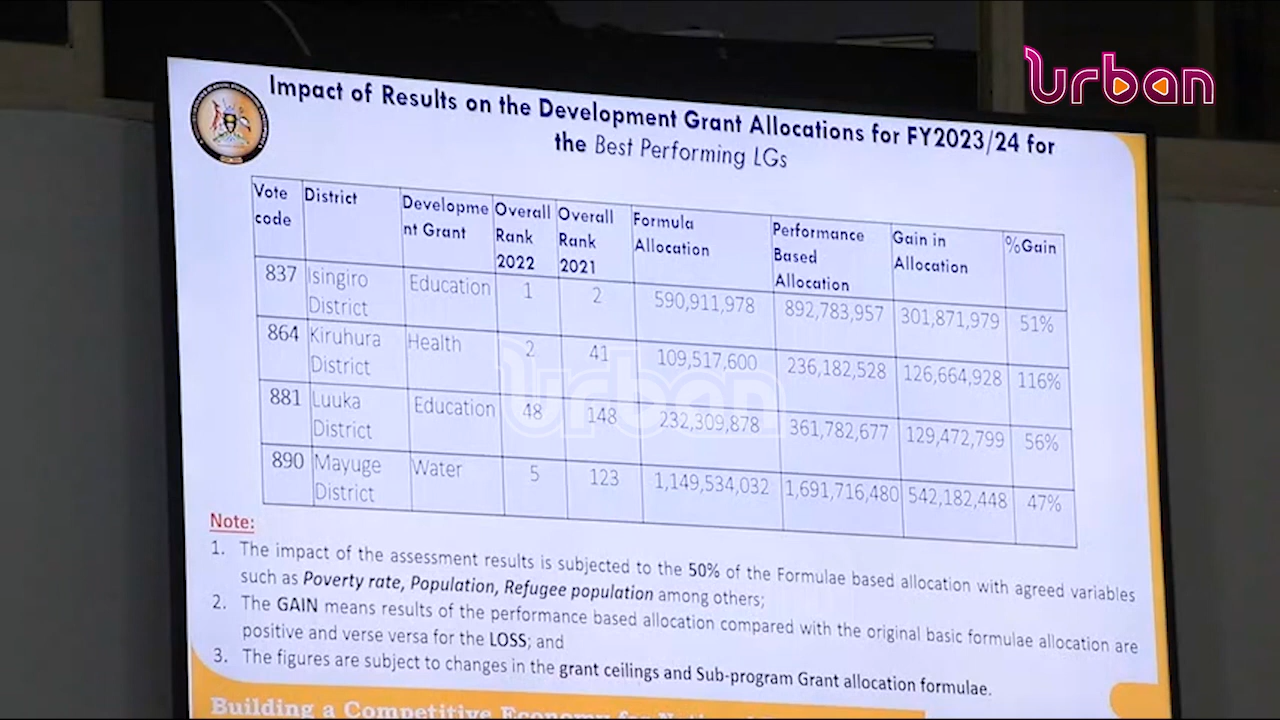 Urban
Impact of Results on the Development Grant Allocations for FY2023/24 for
the Best Performing LGs
Vote code | District | Developme nt Grant | Overall Rank 2022 | Overall Rank 2021 | Formula Allocation | Performance Based Allocation | Gain in Allocation | %Gain
837 | Isingiro District | Education | 1 | 2 | 590,911,978 | 892,783,957 | 301,871,979 | 51%
864 | Kiruhura District | Health | 2 | 41 | 109,517,600 | 236,182,528 | 126,664,928 | 116%
881 | Luuka District | Education | 48 | 148 | 232,309,878 | 361,782,677 | 129,472,799 | 56%
890 | Mayuge District | Water | 5 | 123 | 1,149,534,032 | 1,691,716,480 | 542,182,448 | 47%
Urban
Note:
1. The impact of the assessment results is subjected to the 50% of the Formulae based allocation with agreed variables
such as Poverty rate, Population, Refugee population among others;
2. The GAIN means results of the performance based allocation compared with the original basic formulae allocation are
positive and verse versa for the LOSS; and
3. The figures are subject to changes in the grant ceilings and Sub-program Grant allocation formulae.
Building a Competitive Economy for